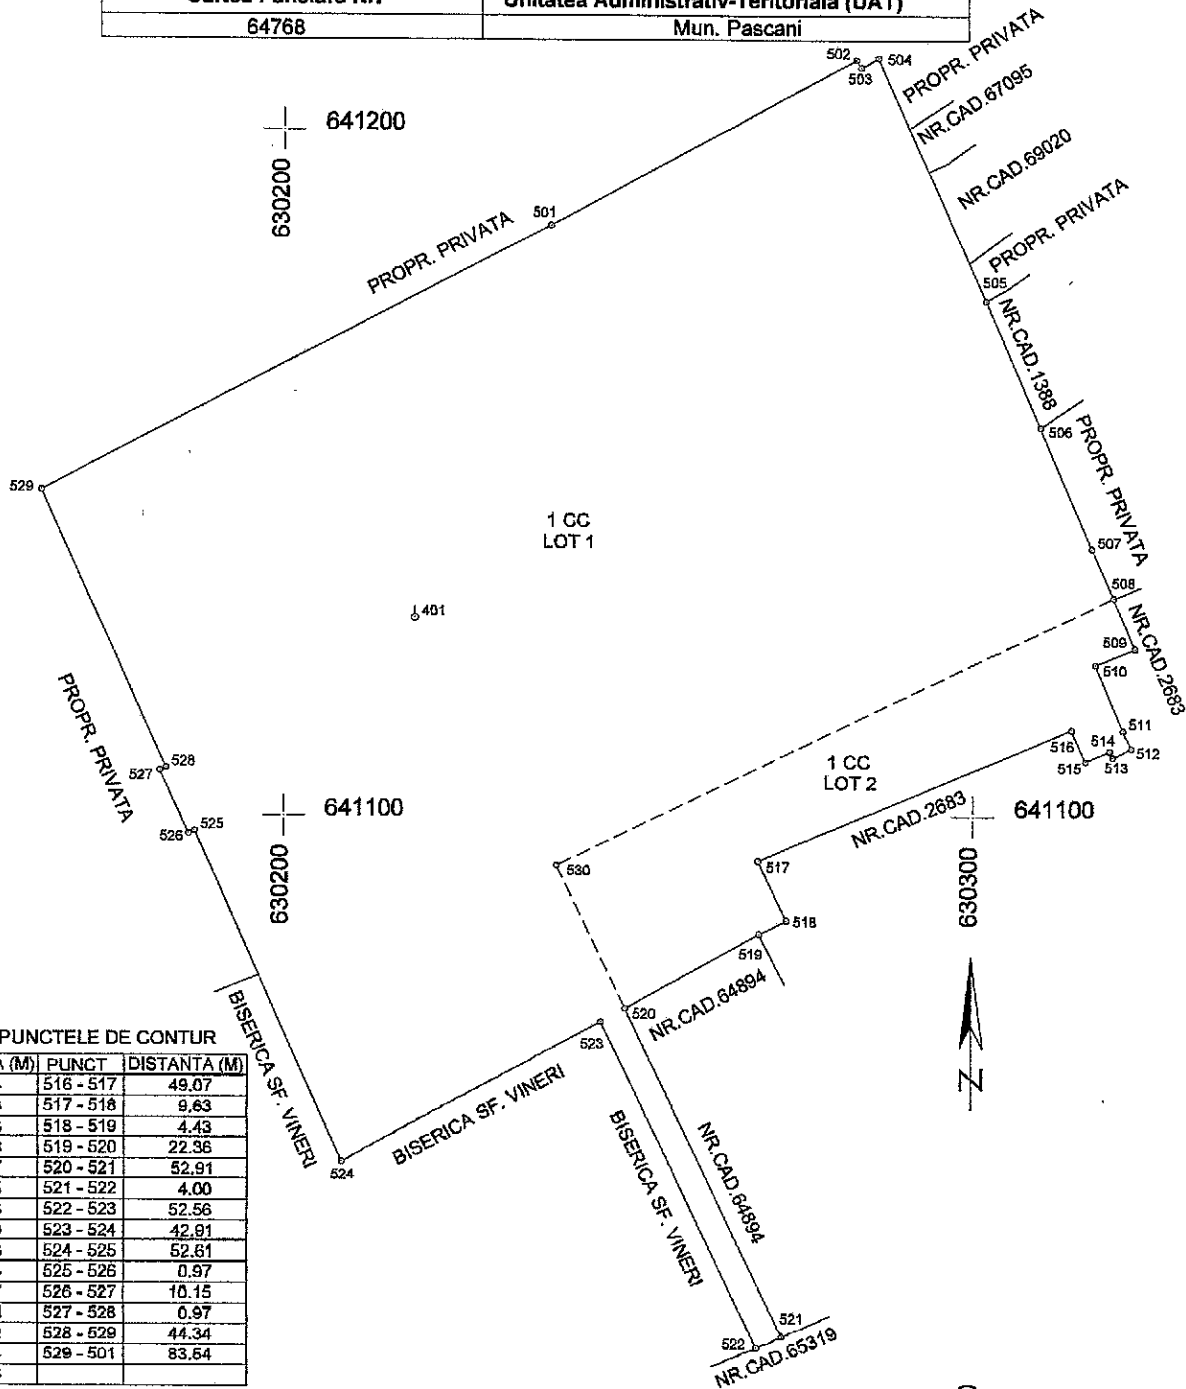 Unitatea Administrativ-Teritoriala (UAT)
64768 Mun. Pascani
502
503
504
PROPR. PRIVATA
NR.CAD.67095
NR.CAD.69020
PROPR. PRIVATA
641200
630200
501
PROPR. PRIVATA
505
NR.CAD.1388
506
PROPR. PRIVATA
529
1 CC
LOT 1
507
508
401
NR.CAD.2683
509
510
511
512
513
514
515
516
PROPR. PRIVATA
528
527
525
526
641100
630200
1 CC
LOT 2
NR.CAD.2683
641100
630300
530
517
518
519
NR.CAD.64894
520
523
BISERICA SF. VINERI
BISERICA SF. VINERI
524
BISERICA SF. VINERI
NR.CAD.64894
N
521
522
NR.CAD.65319
PUNCTELE DE CONTUR
(M) PUNCT DISTANTA (M)
516 - 517 49.07
517 - 518 9.63
518 - 519 4.43
519 - 520 22.36
520 - 521 52.91
521 - 522 4.00
522 - 523 52.56
523 - 524 42.91
524 - 525 52.61
525 - 526 0.97
526 - 527 10.15
527 - 528 0.97
528 - 529 44.34
529 - 501 83.64